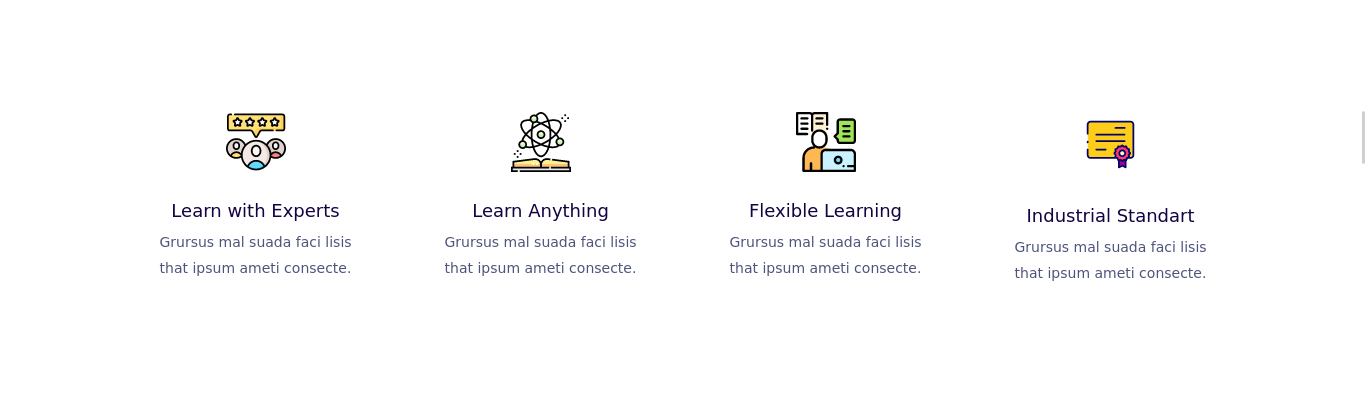 Learn with Experts
Grursus mal suada faci lisis
that ipsum ameti consecte.
Learn Anything
Grursus mal suada faci lisis
that ipsum ameti consecte.
Flexible Learning
Grursus mal suada faci lisis
that ipsum ameti consecte.
Industrial Standart
Grursus mal suada faci lisis
that ipsum ameti consecte.